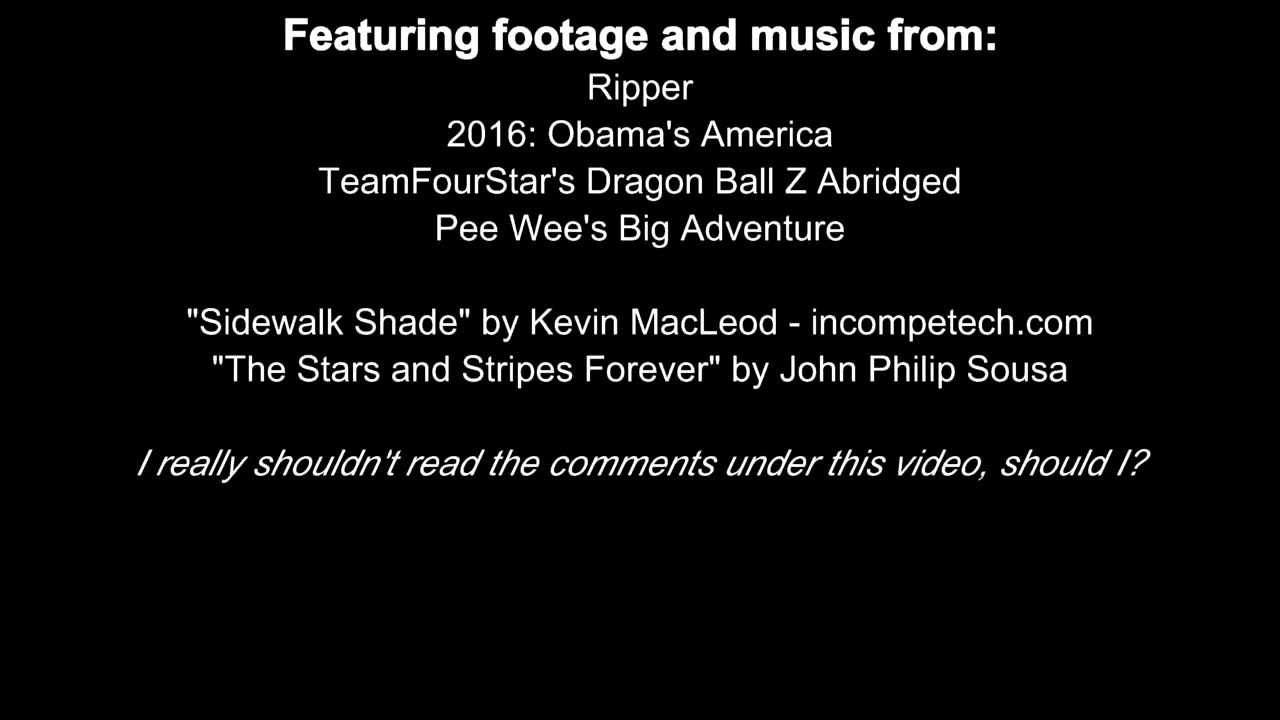 Featuring footage and music from:
Ripper
2016: Obama's America
TeamFourStar's Dragon Ball Z Abridged
Pee Wee's Big Adventure
"Sidewalk Shade" by Kevin MacLeod - incompetech.com
"The Stars and Stripes Forever" by John Philip Sousa
I really shouldn't read the comments under this video, should I?